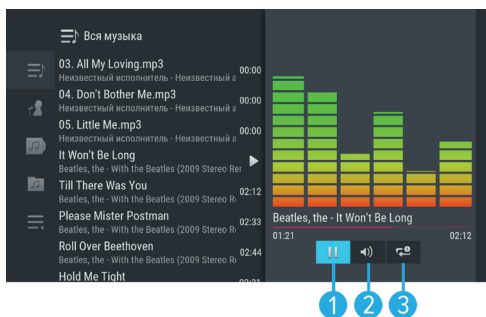 Вся музыка
03. All My Loving.mp3
Неизвестный исполнитель - Неизвестный а
00:00
04. Don't Bother Me.mp3
Неизвестный исполнитель - Неизвестный а
00:00
05. Little Me.mp3
Неизвестный исполнитель - Неизвестный а
00:00
It Won't Be Long
Beatles, the - With the Beatles (2009 Stereo Rer
Till There Was You
Beatles, the - With the Beatles (2009 Stereo R
02:12
Please Mister Postman
Beatles, the - With the Beatles (2009 Stereo R
02:33
Roll Over Beethoven
Beatles, the - With the Beatles (2009 Stereo R
02:44
Hold Me Tight
Beatles, the - It Won't Be Long
01:21
02:12
1 2 3